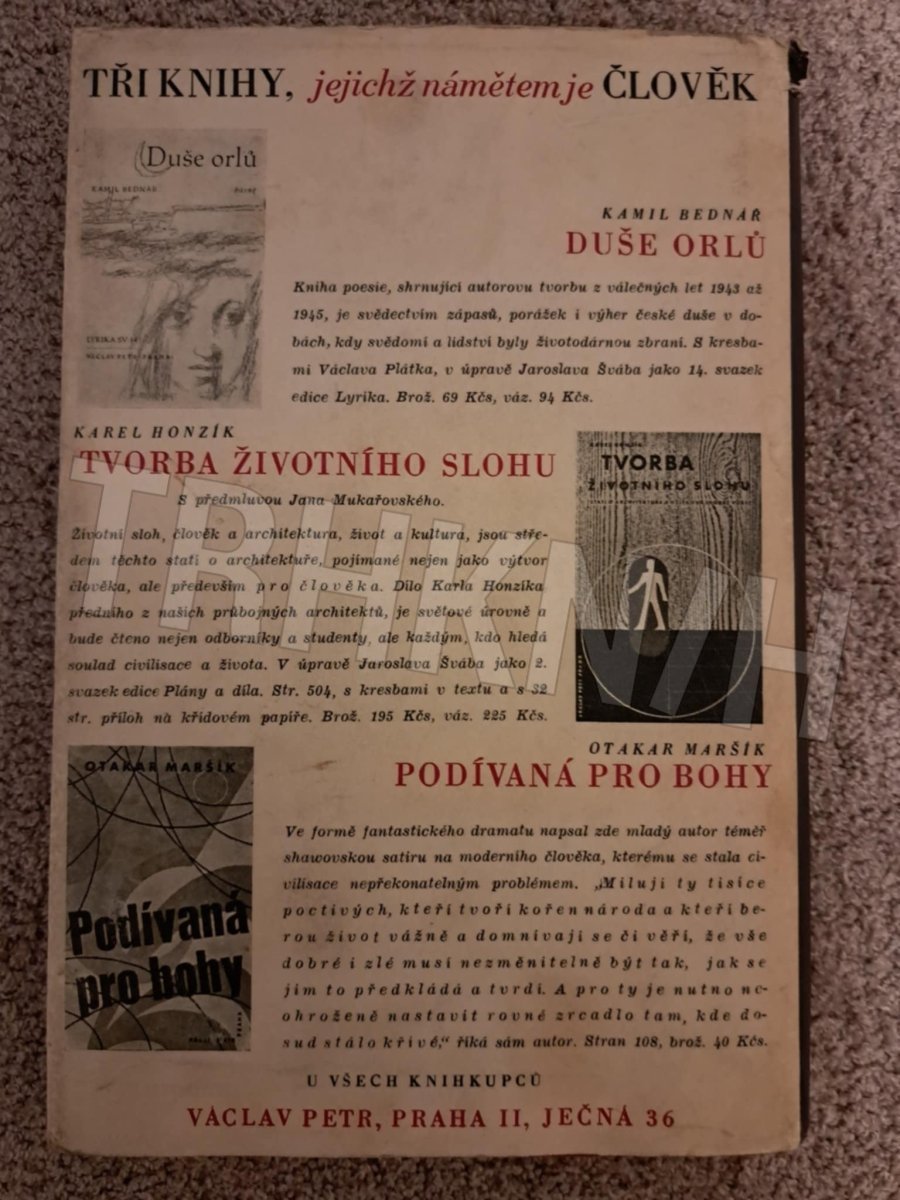 TŘI KNIHY, jejichž námětem je ČLOVĚK
Duše orlů
KAMIL BEDNÁŘ
LYRIKA SV. 14
VÁCLAV PETR PRAHA
KAMIL BEDNÁŘ
DUŠE ORLŮ
Kniha poesie, shrnující autorovu tvorbu z válečných let 1943 až
1945, je svědectvím zápasů, porážek i výher české duše v do-
bách, kdy svědomí a lidství byly životodárnou zbraní. S kresba-
mi Václava Plátka, v úpravě Jaroslava Švába jako 14. svazek
edice Lyrika. Brož. 69 Kčs, váz. 94 Kčs.
KAREL HONZÍK
TVORBA ŽIVOTNÍHO SLOHU
S předmluvou Jana Mukařovského.
Životní sloh, člověk a architektura, život a kultura, jsou stře-
dem těchto statí o architektuře, pojímané nejen jako výtvor
člověka, ale především pro člověka. Dílo Karla Honzíka
předního z našich průbojných architektů, je světové úrovně a
bude čteno nejen odborníky a studenty, ale každým, kdo hledá
soulad civilisace a života. V úpravě Jaroslava Švába jako 2.
svazek edice Plány a díla. Str. 504, s kresbami v textu a s 32
str. příloh na křídovém papíře. Brož. 195 Kčs, váz. 225 Kčs.
KAREL HONZÍK
TVORBA
ŽIVOTNÍHO SLOHU
TRHKNIH
OTAKAR MARŠÍK
Podívaná
pro bohy
OTAKAR MARŠÍK
PODÍVANÁ PRO BOHY
Ve formě fantastického dramatu napsal zde mladý autor téměř
shawovskou satiru na moderního člověka, kterému se stala ci-
vilisace nepřekonatelným problémem. „Miluji ty tisíce
poctivých, kteří tvoří kořen národa a kteří be-
rou život vážně a domnívají se či věří, že vše
dobré i zlé musí nezměnitelně být tak, jak se
jim to předkládá a tvrdí. A pro ty je nutno ne-
ohroženě nastavit rovné zrcadlo tam, kde do-
sud stálo křivé,“ říká sám autor. Stran 108, brož. 40 Kčs.
U VŠECH KNIHKUPCŮ
VÁCLAV PETR, PRAHA II, JEČNÁ 36